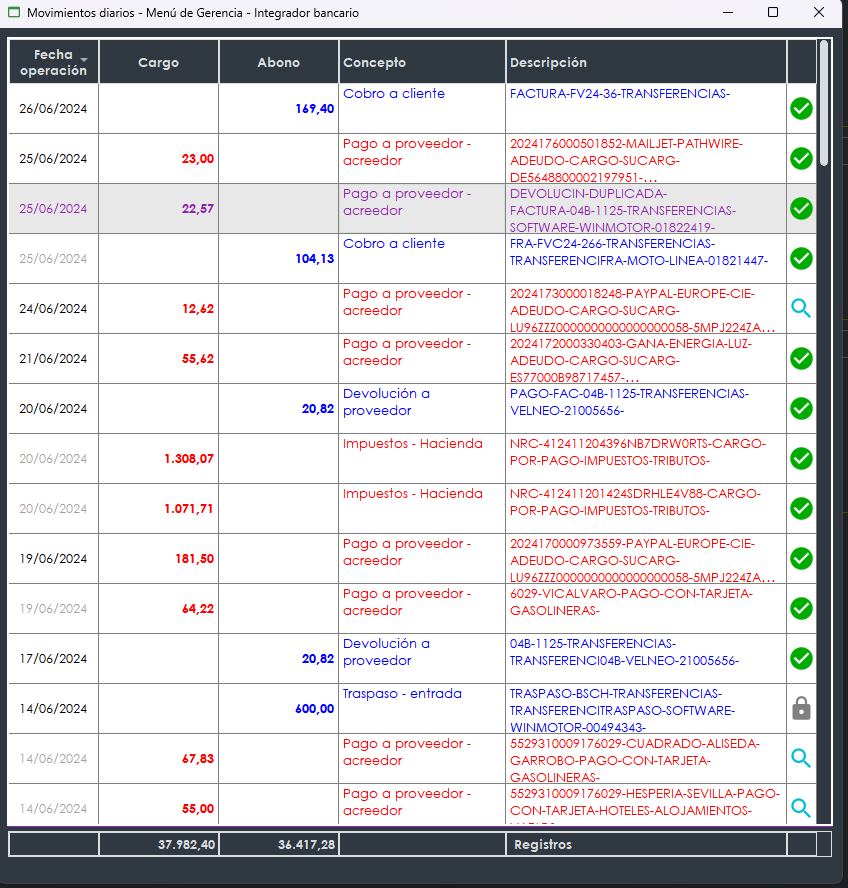 Movimientos diarios - Menú de Gerencia - Integrador bancario
Fecha operación Cargo Abono Concepto Descripción
26/06/2024 169,40 Cobro a cliente FACTURA-FV24-36-TRANSFERENCIAS-
25/06/2024 23,00 Pago a proveedor - acreedor 2024176000501852-MAILJET-PATHWIRE-
ADEUDO-CARGO-SUCARG-
DE5648800002197951-...
25/06/2024 22,57 Pago a proveedor - acreedor DEVOLUCIN-DUPLICADA-
FACTURA-04B-1125-TRANSFERENCIAS-
SOFTWARE-WINMOTOR-01822419-
25/06/2024 104,13 Cobro a cliente FRA-FVC24-266-TRANSFERENCIAS-
TRANSFERENCIFRA-MOTO-LINEA-01821447-
24/06/2024 12,62 Pago a proveedor - acreedor 2024173000018248-PAYPAL-EUROPE-CIE-
ADEUDO-CARGO-SUCARG-
LU96ZZZ0000000000000000058-5MPJ224ZA...
21/06/2024 55,62 Pago a proveedor - acreedor 2024172000330403-GANA-ENERGIA-LUZ-
ADEUDO-CARGO-SUCARG-
ES77000B98717457-...
20/06/2024 20,82 Devolución a proveedor PAGO-FAC-04B-1125-TRANSFERENCIAS-
VELNEO-21005656-
20/06/2024 1.308,07 Impuestos - Hacienda NRC-412411204396NB7DRW0RTS-CARGO-
POR-PAGO-IMPUESTOS-TRIBUTOS-
20/06/2024 1.071,71 Impuestos - Hacienda NRC-412411201424SDRHLE4V88-CARGO-
POR-PAGO-IMPUESTOS-TRIBUTOS-
19/06/2024 181,50 Pago a proveedor - acreedor 2024170000973559-PAYPAL-EUROPE-CIE-
ADEUDO-CARGO-SUCARG-
LU96ZZZ0000000000000000058-5MPJ224ZA...
19/06/2024 64,22 Pago a proveedor - acreedor 6029-VICALVARO-PAGO-CON-TARJETA-
GASOLINERAS-
17/06/2024 20,82 Devolución a proveedor 04B-1125-TRANSFERENCIAS-
TRANSFERENCI04B-VELNEO-21005656-
14/06/2024 600,00 Traspaso - entrada TRASPASO-BSCH-TRANSFERENCIAS-
TRANSFERENCITRASPASO-SOFTWARE-
WINMOTOR-00494343-
14/06/2024 67,83 Pago a proveedor - acreedor 5529310009176029-CUADRADO-ALISEDA-
GARROBO-PAGO-CON-TARJETA-
GASOLINERAS-
14/06/2024 55,00 Pago a proveedor - acreedor 5529310009176029-HESPERIA-SEVILLA-PAGO-
CON-TARJETA-HOTELES-ALOJAMIENTOS-
37.982,40 36.417,28 Registros